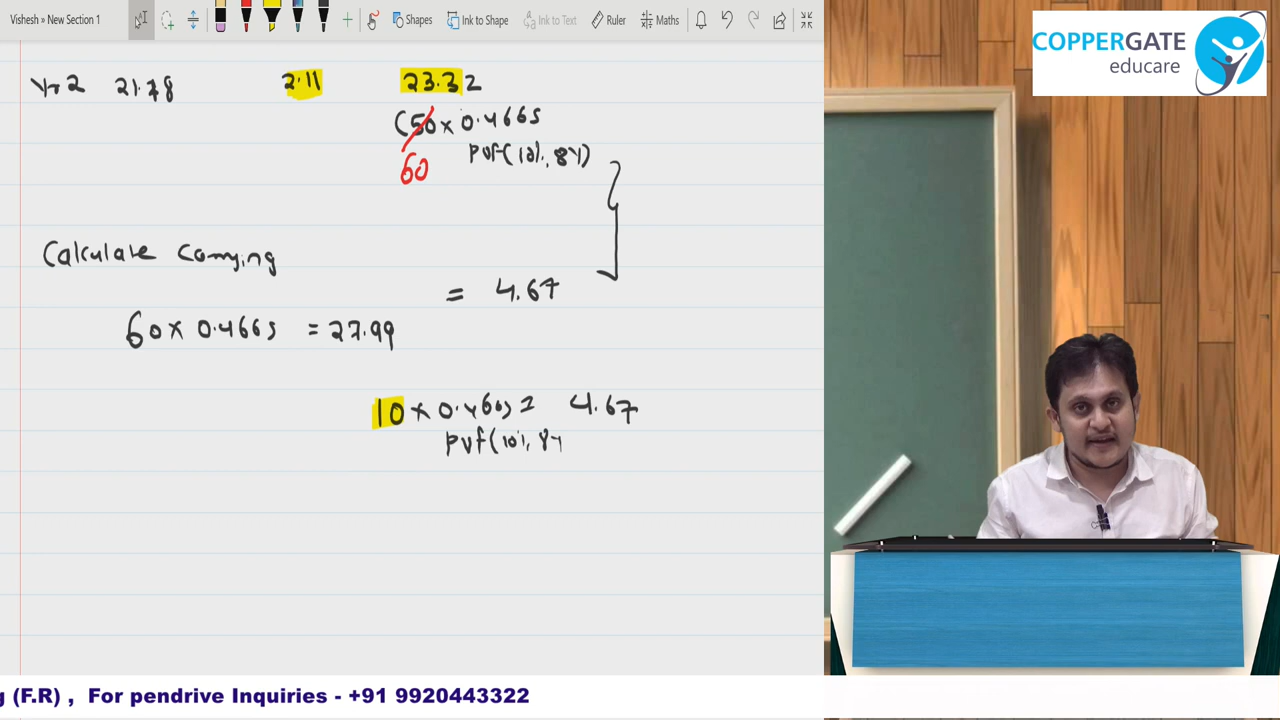 Vishesh » New Section 1
Shapes
Ink to Shape
Ink to Text
Ruler
Maths
COPPERGATE
educare
Yr 2 21.78 2.11 23.32
(50 x 0.4665
PVF (10%, 8Y)
60
Calculate Carrying
= 4.67
60 x 0.4665 = 27.99
10 x 0.4665 = 4.67
PVF (10%, 8Y
g (F.R) , For pendrive Inquiries - +91 9920443322